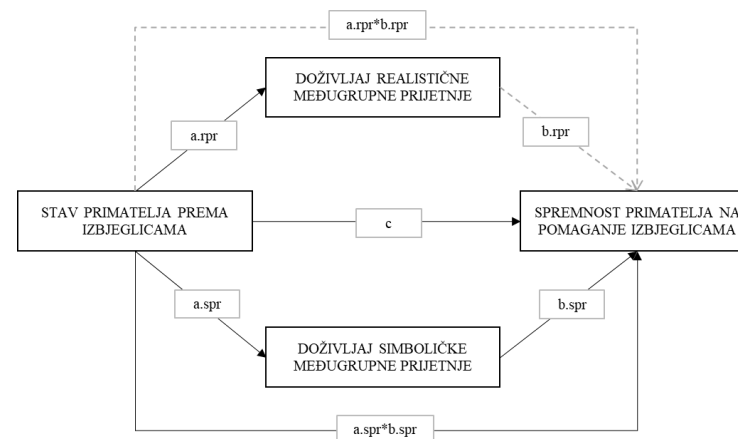 a.rpr*b.rpr
DOŽIVLJAJ REALISTIČNE
MEĐUGRUPNE PRIJETNJE
a.rpr
b.rpr
STAV PRIMATELJA PREMA
IZBJEGLICAMA
c
SPREMNOST PRIMATELJA NA
POMAGANJE IZBJEGLICAMA
a.spr
b.spr
DOŽIVLJAJ SIMBOLIČKE
MEĐUGRUPNE PRIJETNJE
a.spr*b.spr